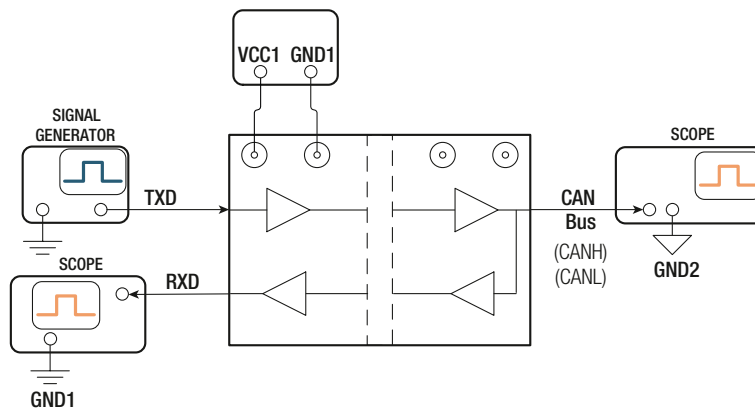 VCC1 GND1
SIGNAL
GENERATOR
TXD
SCOPE
RXD
GND1
CAN
Bus
(CANH)
(CANL)
SCOPE
GND2